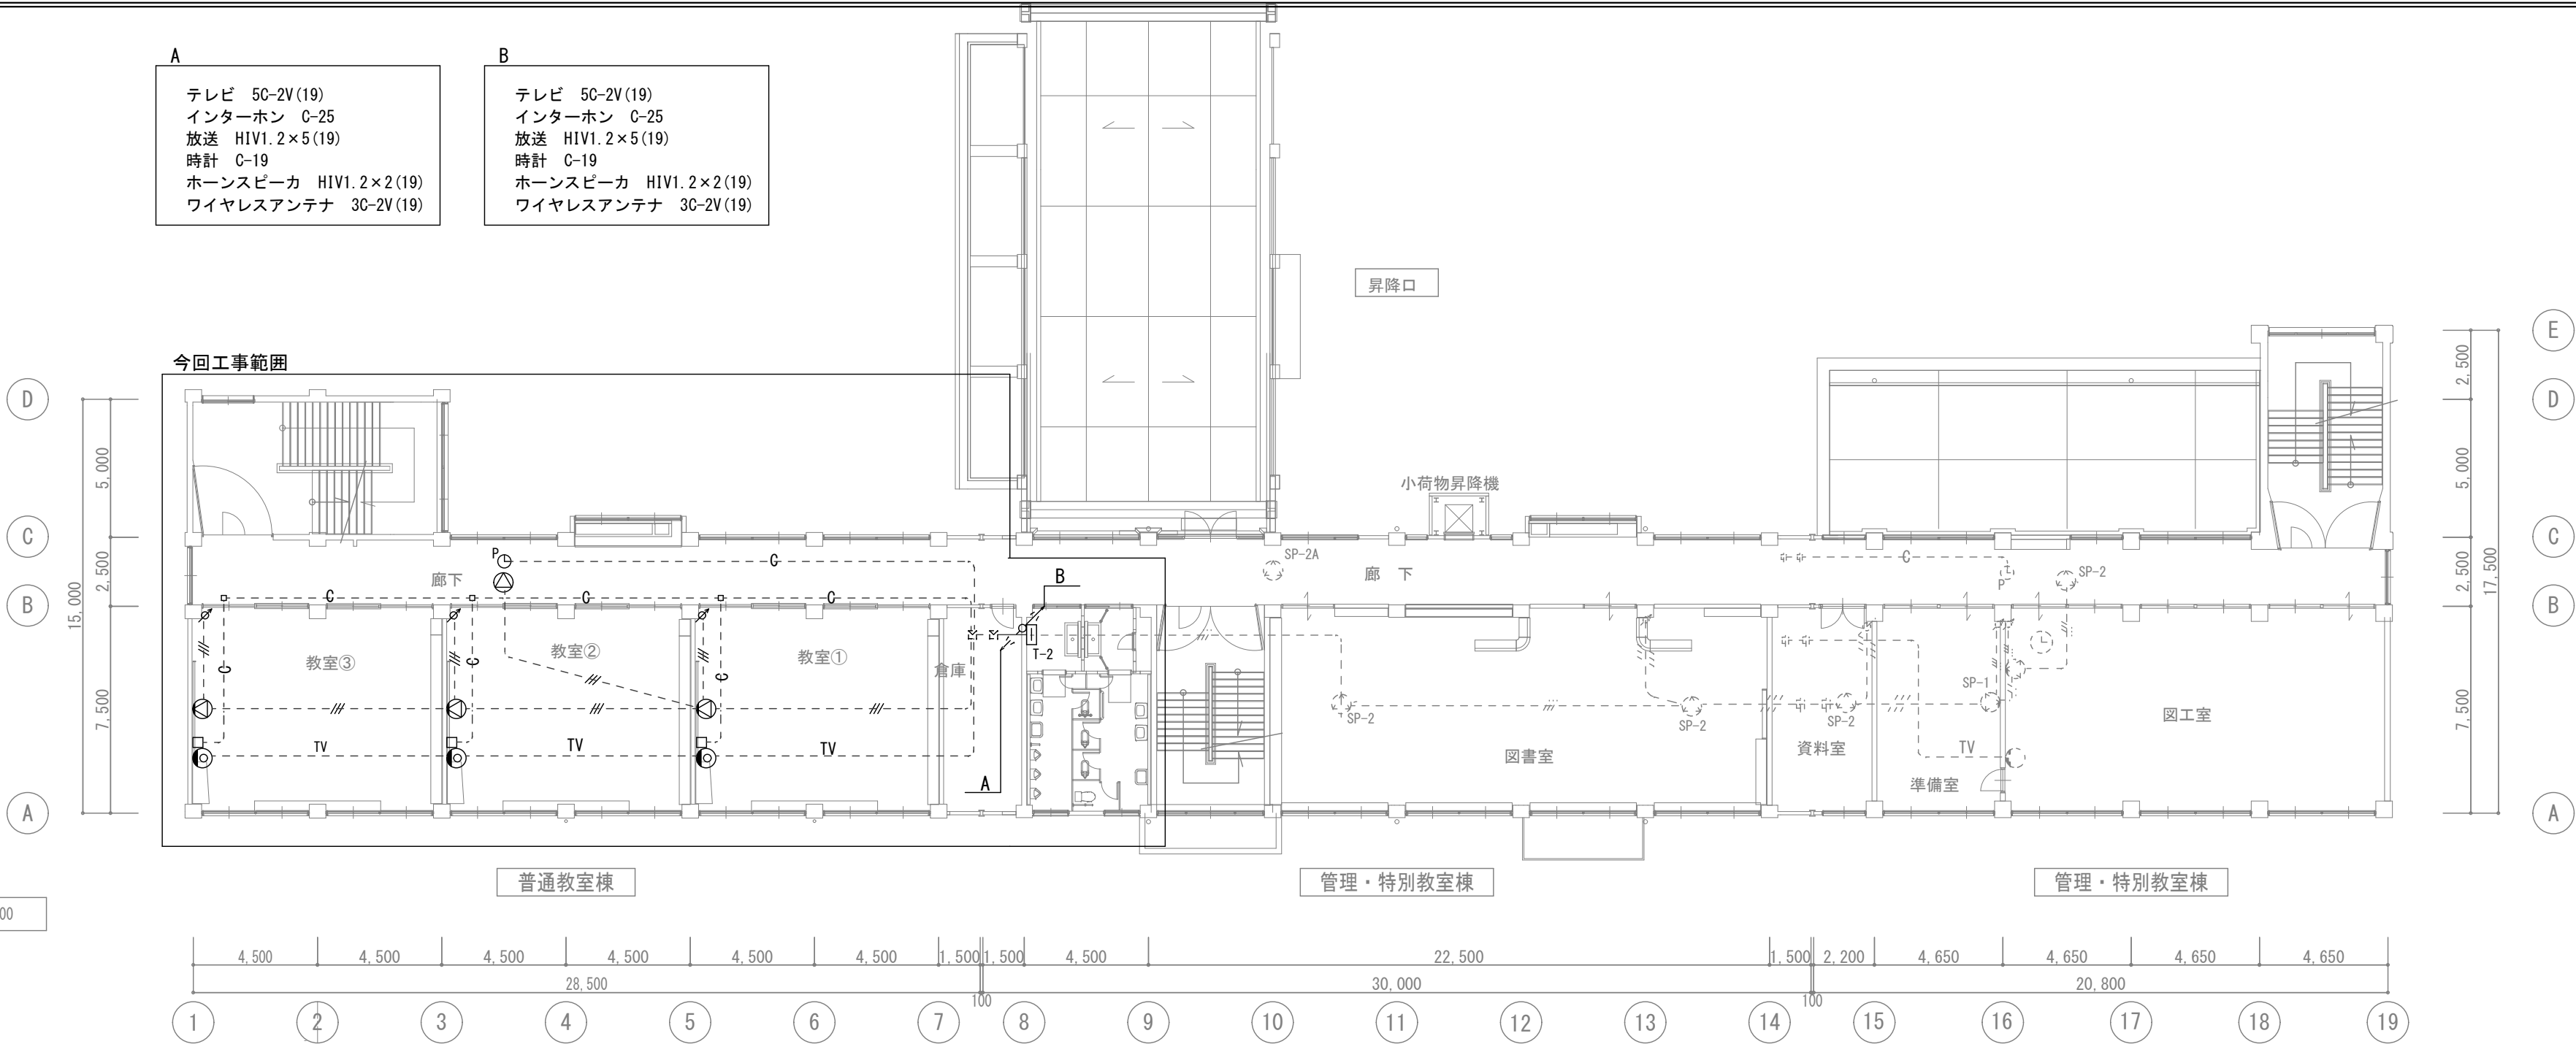 A
テレビ 5C-2V(19)
インターホン C-25
放送 HIV1.2×5(19)
時計 C-19
ホーンスピーカ HIV1.2×2(19)
ワイヤレスアンテナ 3C-2V(19)
B
テレビ 5C-2V(19)
インターホン C-25
放送 HIV1.2×5(19)
時計 C-19
ホーンスピーカ HIV1.2×2(19)
ワイヤレスアンテナ 3C-2V(19)
昇降口
今回工事範囲
E
D
D
2,500
5,000
5,000
小荷物昇降機
C
C
P
C
SP-2A
C
廊下
B
廊 下
P
SP-2
2,500
2,500
17,500
15,000
B
B
C
C
C
教室③
教室②
教室①
倉庫
T-2
C
C
C
SP-2
SP-2
SP-2
SP-1
図工室
7,500
7,500
TV
TV
TV
図書室
資料室
TV
準備室
A
A
A
普通教室棟
管理・特別教室棟
管理・特別教室棟
00
4,500
4,500
4,500
4,500
4,500
4,500
1,500
1,500
4,500
22,500
1,500
2,200
4,650
4,650
4,650
4,650
28,500
100
30,000
100
20,800
1
2
3
4
5
6
7
8
9
10
11
12
13
14
15
16
17
18
19